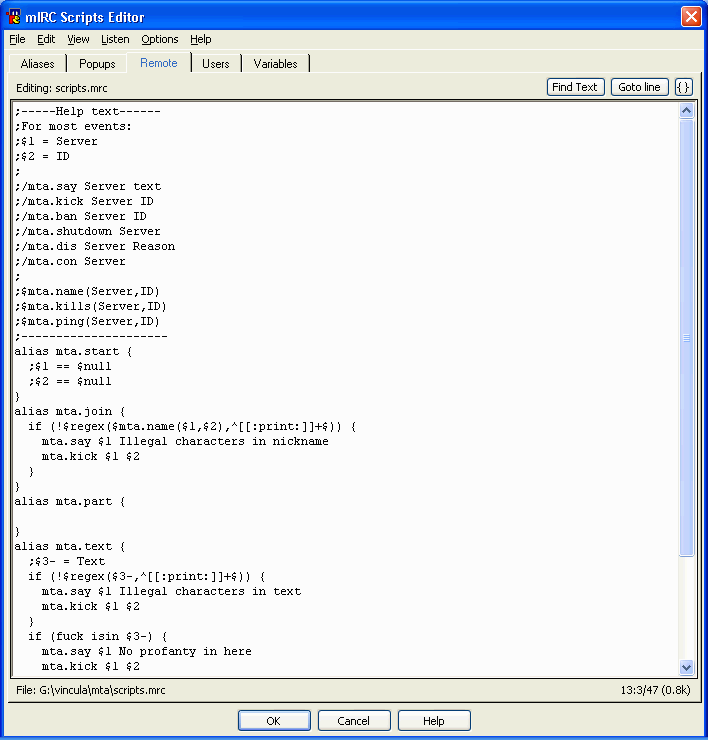 mIRC Scripts Editor
File Edit View Listen Options Help
Aliases Popups Remote Users Variables
Editing: scripts.mrc Find Text Goto line { }
;-----Help text------
;For most events:
;$1 = Server
;$2 = ID
;
;/mta.say Server text
;/mta.kick Server ID
;/mta.ban Server ID
;/mta.shutdown Server
;/mta.dis Server Reason
;/mta.con Server
;
;$mta.name(Server,ID)
;$mta.kills(Server,ID)
;$mta.ping(Server,ID)
;---------------------
alias mta.start {
  ;$1 == $null
  ;$2 == $null
}
alias mta.join {
  if (!$regex($mta.name($1,$2),^[[:print:]]+$)) {
    mta.say $1 Illegal characters in nickname
    mta.kick $1 $2
  }
}
alias mta.part {
}
alias mta.text {
  ;$3- = Text
  if (!$regex($3-,^[[:print:]]+$)) {
    mta.say $1 Illegal characters in text
    mta.kick $1 $2
  }
  if (fuck isin $3-) {
    mta.say $1 No profanty in here
    mta.kick $1 $2
File: G:\vincula\mta\scripts.mrc 13:3/47 (0.8k)
OK Cancel Help